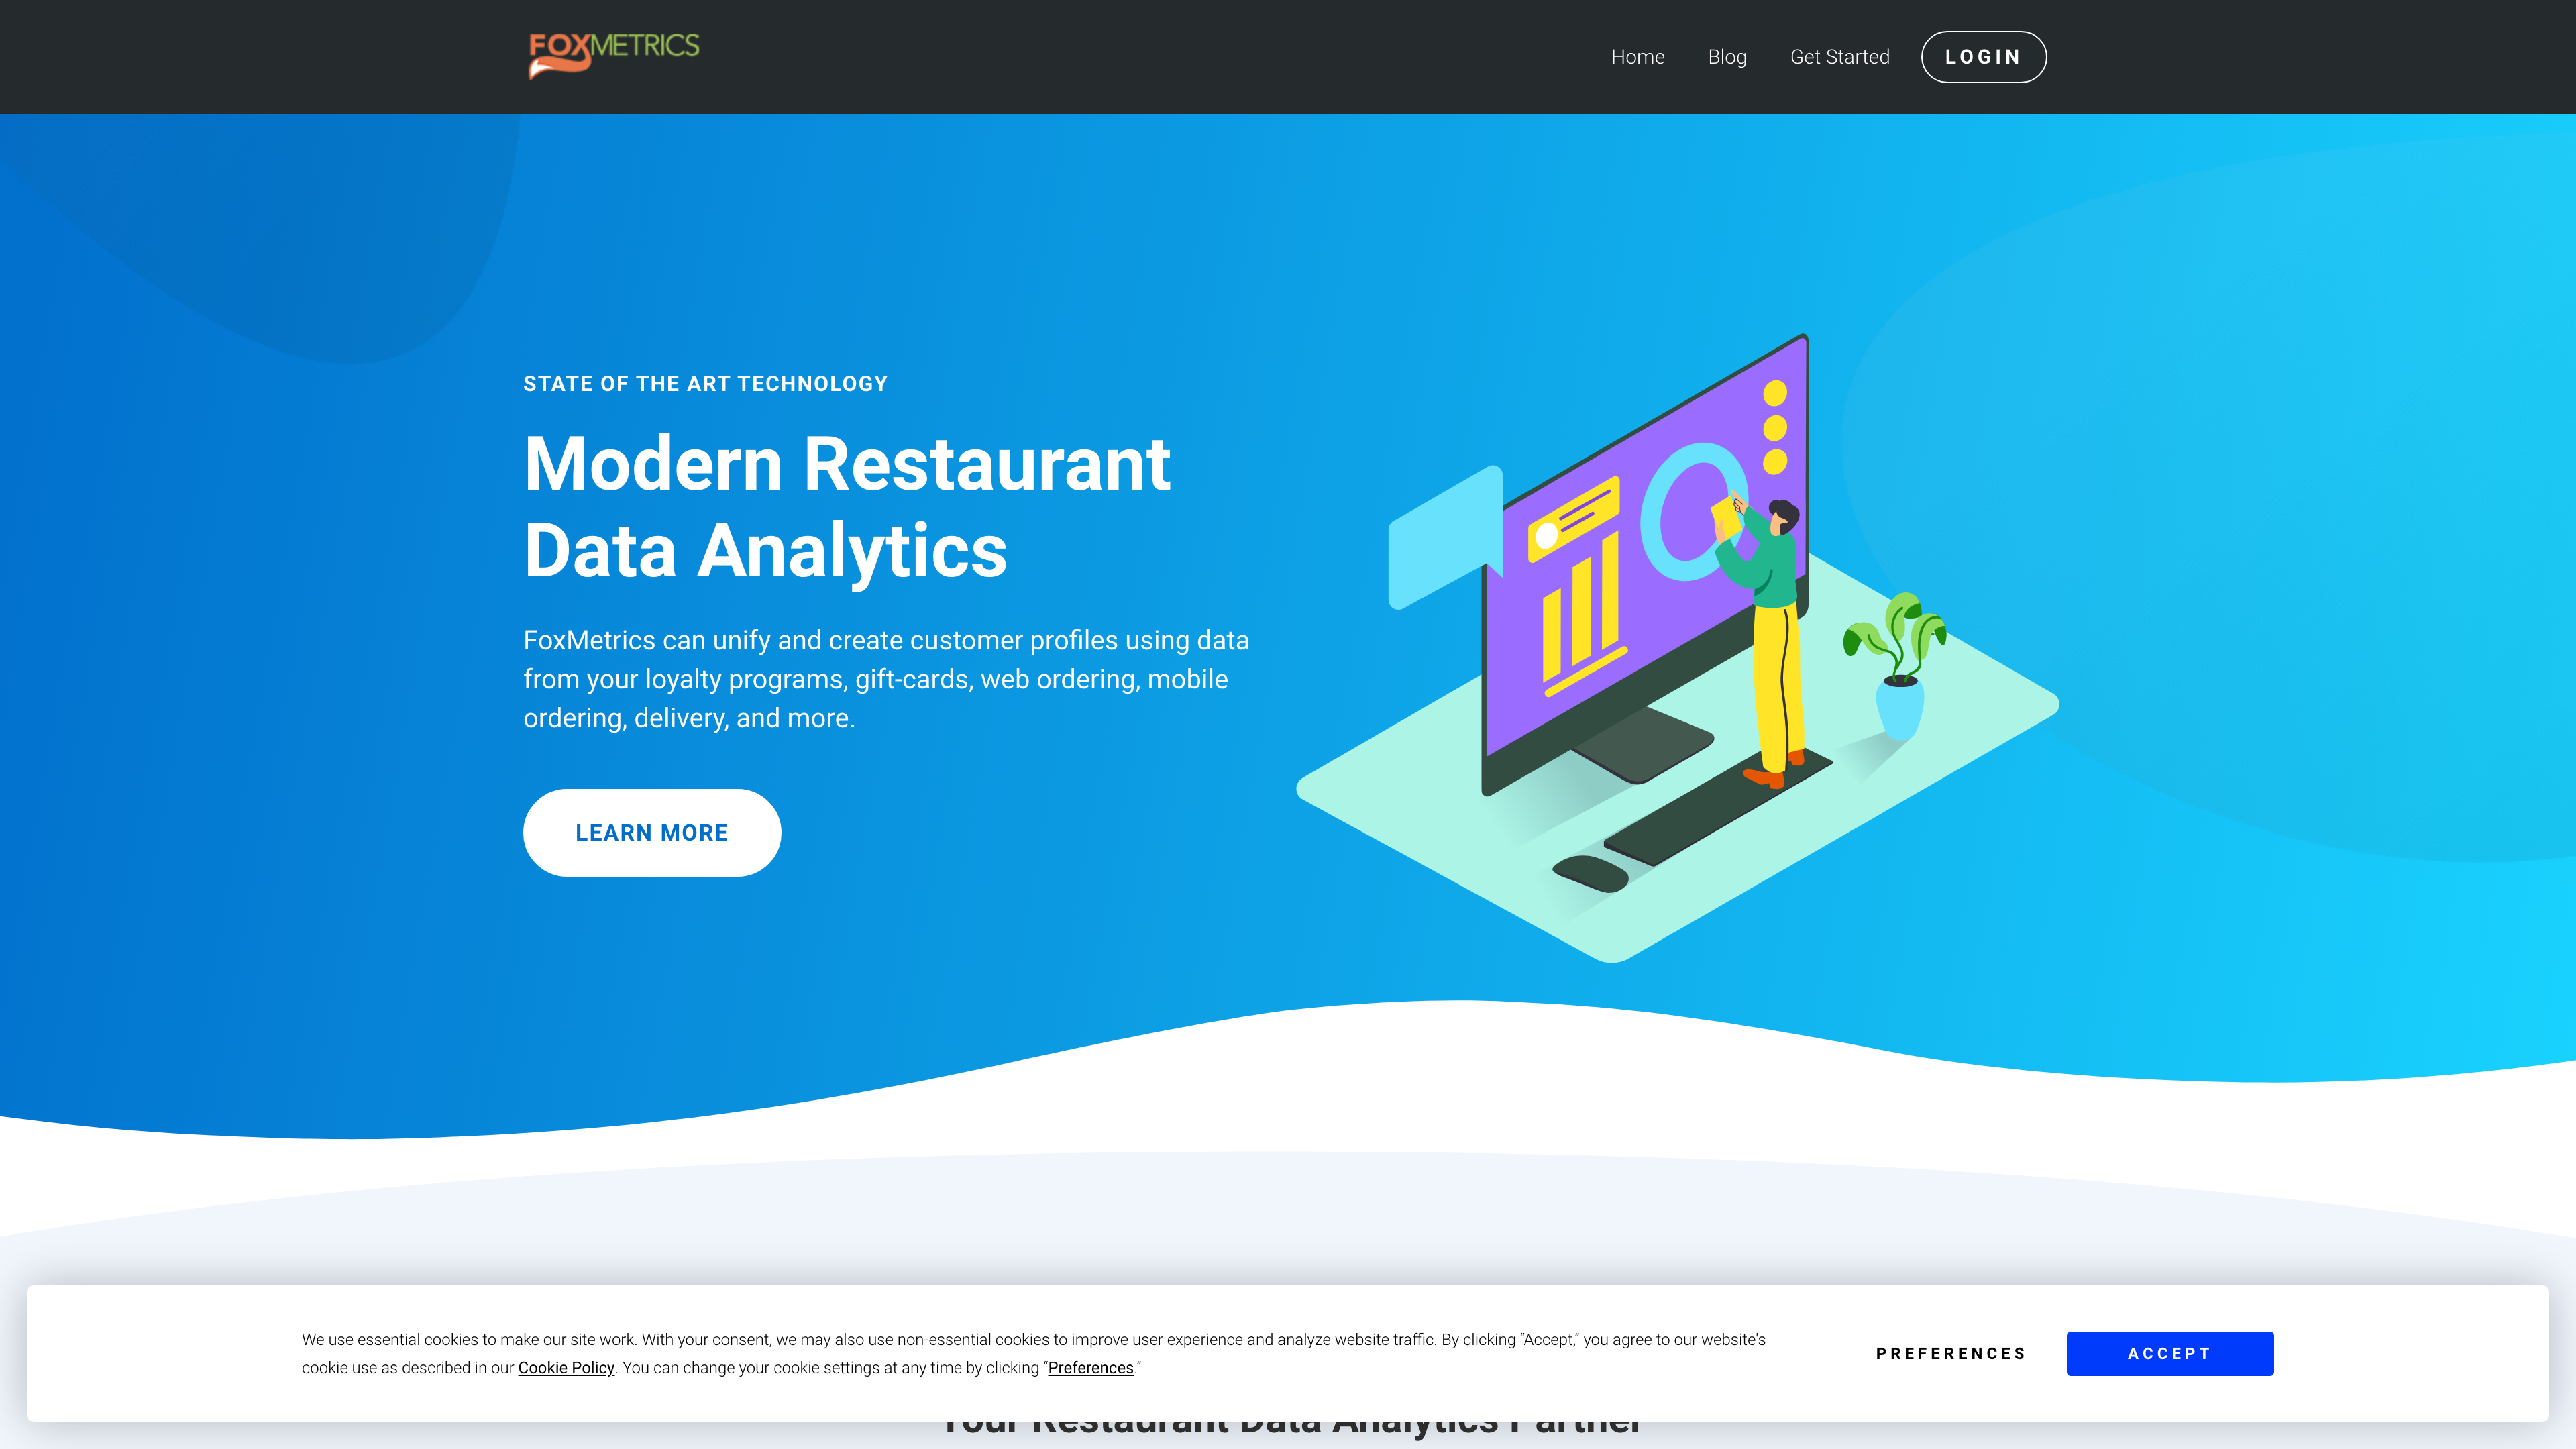 FOXMETRICS
Home
Blog
Get Started
LOGIN
STATE OF THE ART TECHNOLOGY
Modern Restaurant
Data Analytics
FoxMetrics can unify and create customer profiles using data
from your loyalty programs, gift-cards, web ordering, mobile
ordering, delivery, and more.
LEARN MORE
We use essential cookies to make our site work. With your consent, we may also use non-essential cookies to improve user experience and analyze website traffic. By clicking “Accept,” you agree to our website's
cookie use as described in our Cookie Policy. You can change your cookie settings at any time by clicking “Preferences.”
PREFERENCES
ACCEPT
Your Restaurant Data Analytics Partner